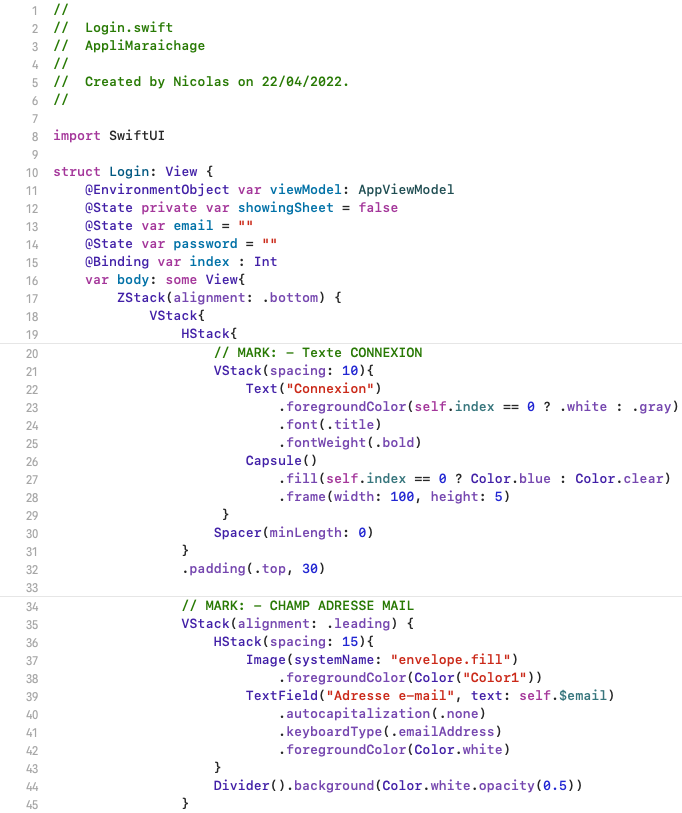 1 //
2 //  Login.swift
3 //  AppliMaraichage
4 //
5 //  Created by Nicolas on 22/04/2022.
6 //
7
8 import SwiftUI
9
10 struct Login: View {
11     @EnvironmentObject var viewModel: AppViewModel
12     @State private var showingSheet = false
13     @State var email = ""
14     @State var password = ""
15     @Binding var index : Int
16     var body: some View{
17         ZStack(alignment: .bottom) {
18             VStack{
19                 HStack{
20                     // MARK: - Texte CONNEXION
21                     VStack(spacing: 10){
22                         Text("Connexion")
23                             .foregroundColor(self.index == 0 ? .white : .gray)
24                             .font(.title)
25                             .fontWeight(.bold)
26                         Capsule()
27                             .fill(self.index == 0 ? Color.blue : Color.clear)
28                             .frame(width: 100, height: 5)
29                      }
30                     Spacer(minLength: 0)
31                 }
32                 .padding(.top, 30)
33
34                 // MARK: - CHAMP ADRESSE MAIL
35                 VStack(alignment: .leading) {
36                     HStack(spacing: 15){
37                         Image(systemName: "envelope.fill")
38                             .foregroundColor(Color("Color1"))
39                         TextField("Adresse e-mail", text: self.$email)
40                             .autocapitalization(.none)
41                             .keyboardType(.emailAddress)
42                             .foregroundColor(Color.white)
43                     }
44                     Divider().background(Color.white.opacity(0.5))
45                 }